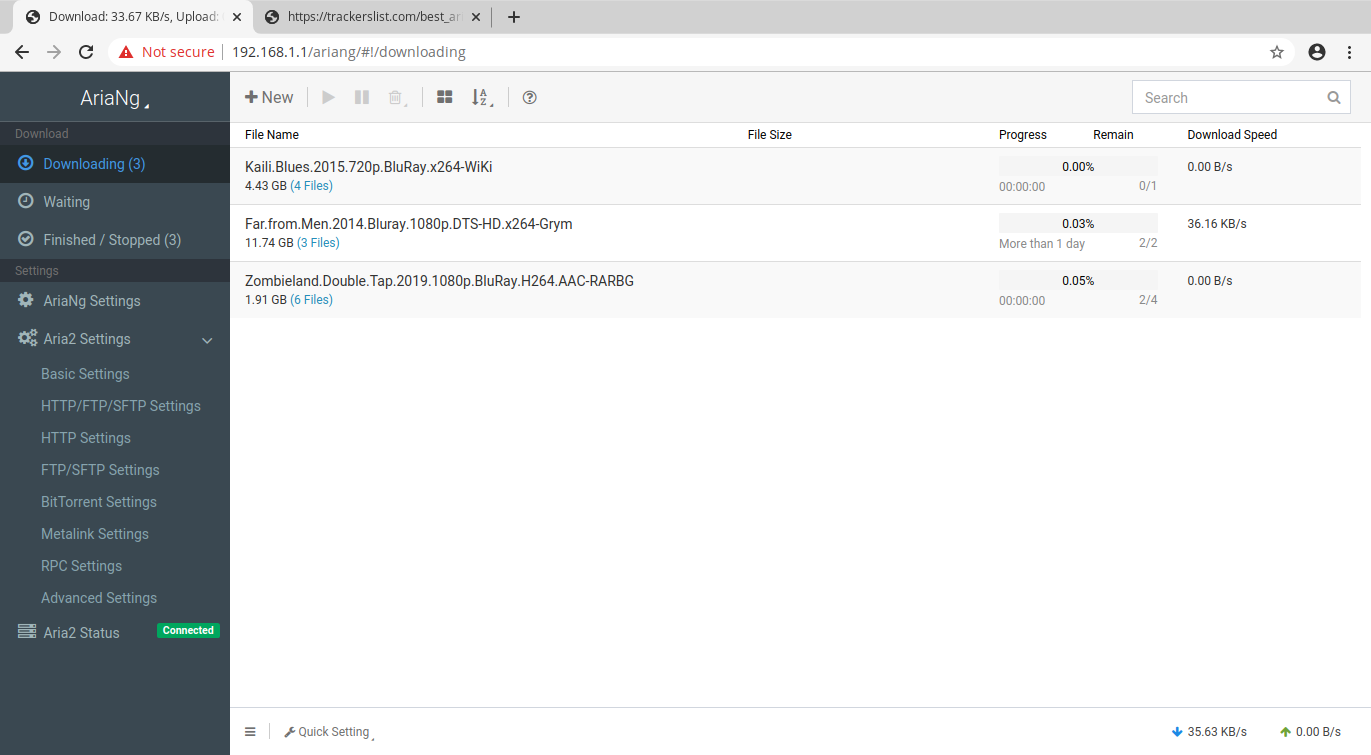 Download: 33.67 KB/s, Upload:
https://trackerslist.com/best_ar
Not secure
192.168.1.1/ariang/#!/downloading
AriaNg
New
Search
Download
File Name File Size Progress Remain Download Speed
Downloading (3)
Kaili.Blues.2015.720p.BluRay.x264-WiKi 0.00% 0.00 B/s
4.43 GB (4 Files) 00:00:00 0/1
Waiting
Far.from.Men.2014.Bluray.1080p.DTS-HD.x264-Grym 0.03% 36.16 KB/s
11.74 GB (3 Files) More than 1 day 2/2
Finished / Stopped (3)
Settings
Zombieland.Double.Tap.2019.1080p.BluRay.H264.AAC-RARBG 0.05% 0.00 B/s
1.91 GB (6 Files) 00:00:00 2/4
AriaNg Settings
Aria2 Settings
Basic Settings
HTTP/FTP/SFTP Settings
HTTP Settings
FTP/SFTP Settings
BitTorrent Settings
Metalink Settings
RPC Settings
Advanced Settings
Aria2 Status Connected
Quick Setting 35.63 KB/s 0.00 B/s